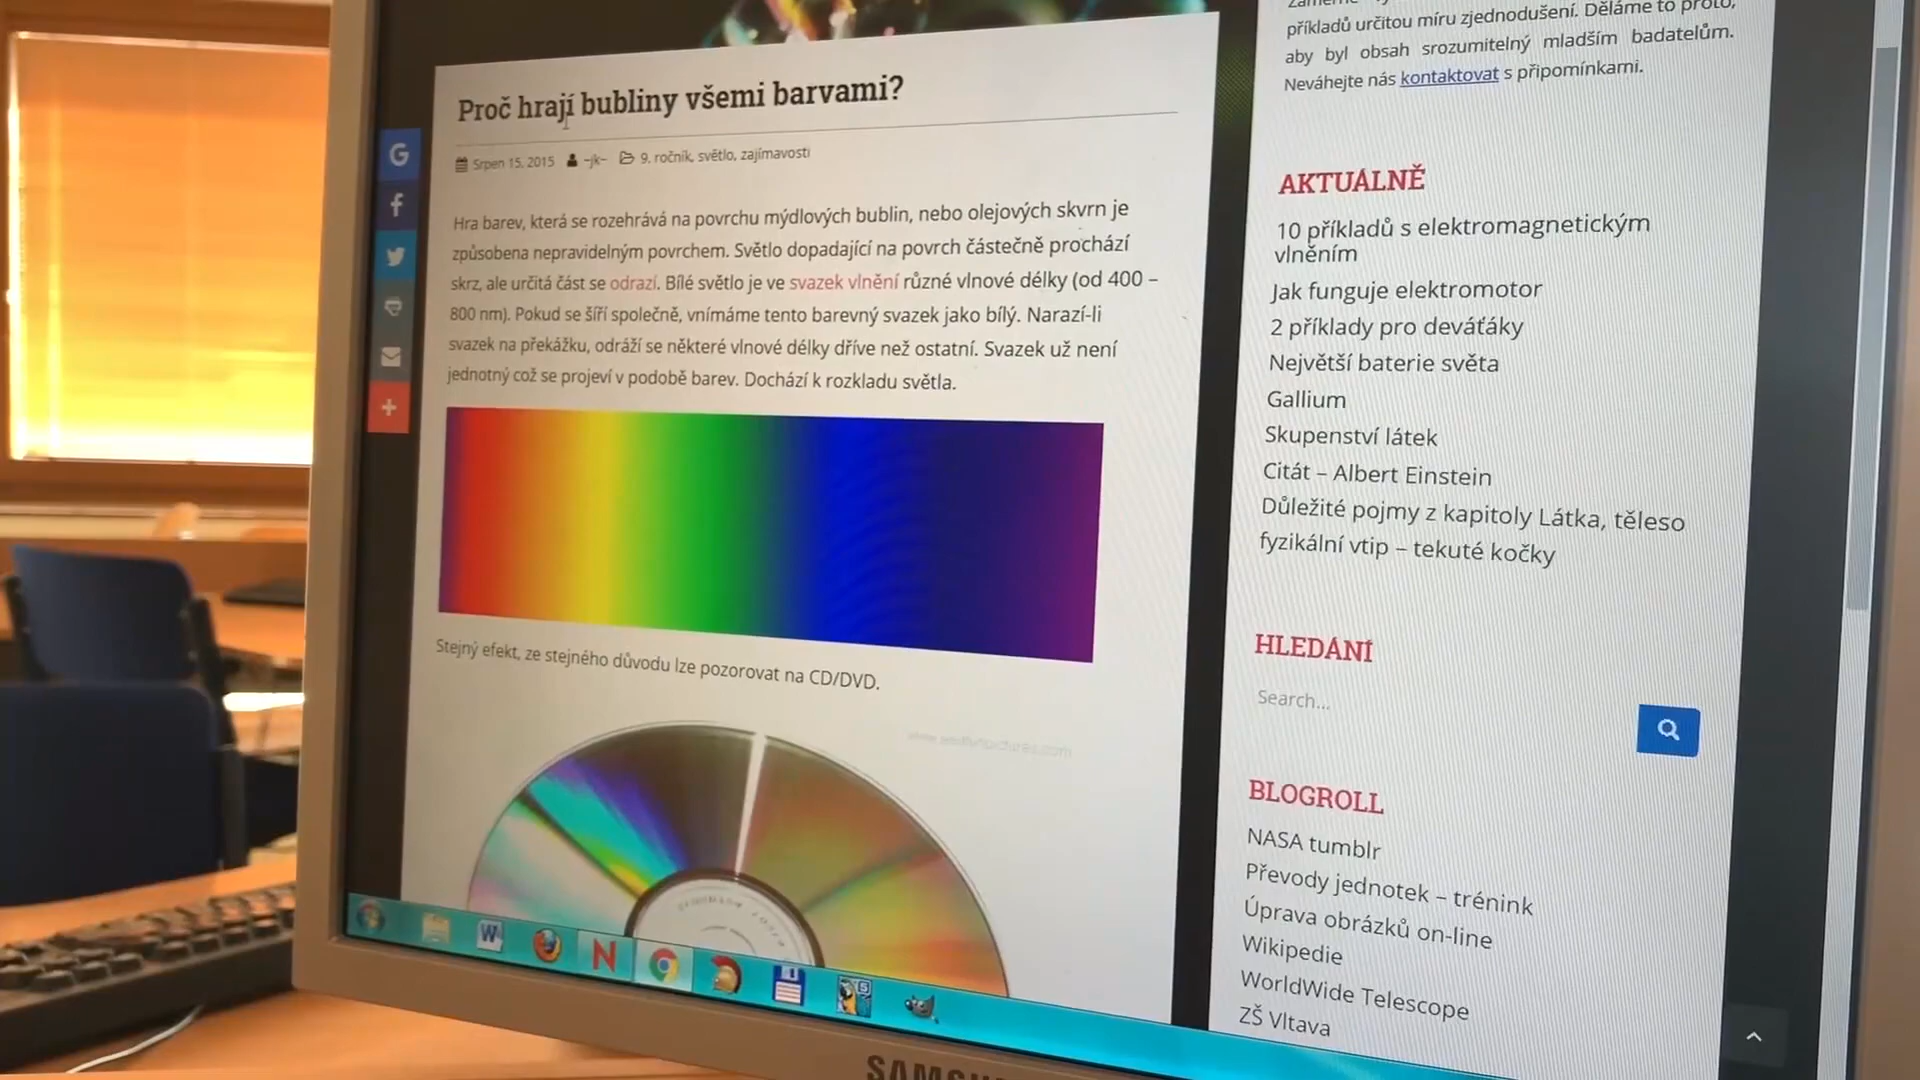 Proč hrají bubliny všemi barvami?
Srpen 15, 2015 ~jk~ 9. ročník, světlo, zajímavosti
Hra barev, která se rozehrává na povrchu mýdlových bublin, nebo olejových skvrn je
způsobena nepravidelným povrchem. Světlo dopadající na povrch částečně prochází
skrz, ale určitá část se odrazí. Bílé světlo je ve svazek vlnění různé vlnové délky (od 400 –
800 nm). Pokud se šíří společně, vnímáme tento barevný svazek jako bílý. Narazí-li
svazek na překážku, odráží se některé vlnové délky dříve než ostatní. Svazek už není
jednotný což se projeví v podobě barev. Dochází k rozkladu světla.
Stejný efekt, ze stejného důvodu lze pozorovat na CD/DVD.
příkladů určitou míru zjednodušení. Děláme to proto,
aby byl obsah srozumitelný mladším badatelům.
Neváhejte nás kontaktovat s připomínkami.
AKTUÁLNĚ
10 příkladů s elektromagnetickým
vlněním
Jak funguje elektromotor
2 příklady pro deváťáky
Největší baterie světa
Gallium
Skupenství látek
Citát – Albert Einstein
Důležité pojmy z kapitoly Látka, těleso
fyzikální vtip – tekuté kočky
HLEDÁNÍ
Search...
BLOGROLL
NASA tumblr
Převody jednotek – trénink
Úprava obrázků on-line
Wikipedie
WorldWide Telescope
ZŠ Vltava